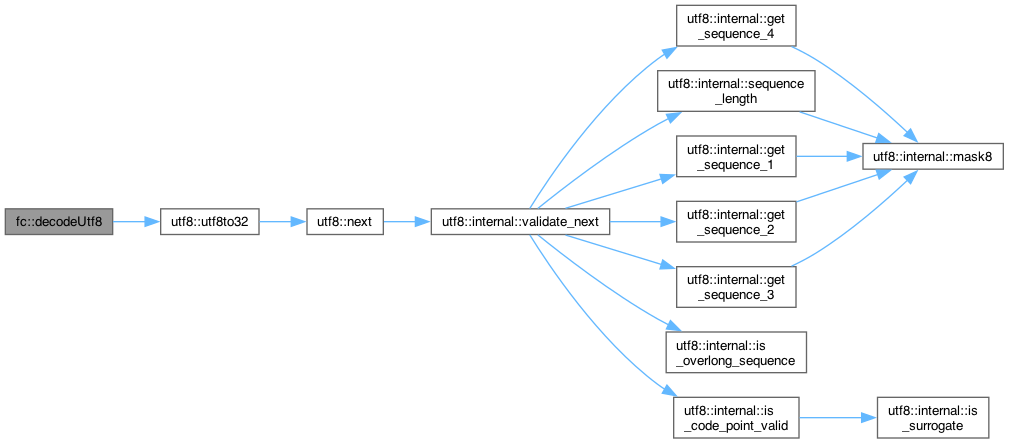 fc::decodeUtf8
utf8::utf8to32
utf8::next
utf8::internal::validate_next
utf8::internal::get
_sequence_4
utf8::internal::sequence
_length
utf8::internal::get
_sequence_1
utf8::internal::get
_sequence_2
utf8::internal::get
_sequence_3
utf8::internal::is
_overlong_sequence
utf8::internal::is
_code_point_valid
utf8::internal::mask8
utf8::internal::is
_surrogate